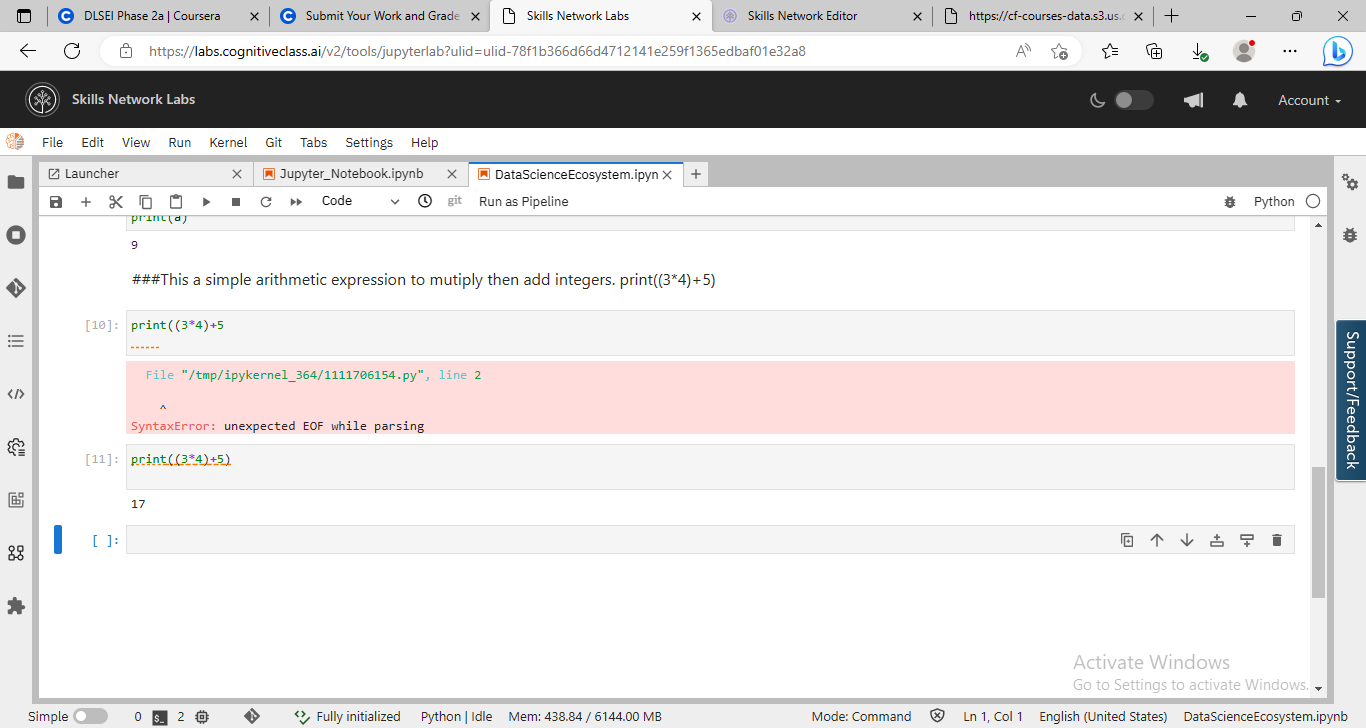 DLSEI Phase 2a | Coursera
Submit Your Work and Grade
Skills Network Labs
Skills Network Editor
https://cf-courses-data.s3.us.
https://labs.cognitiveclass.ai/v2/tools/jupyterlab?ulid=ulid-78f1b366d66d4712141e259f1365edbaf01e32a8
Skills Network Labs
Account
File Edit View Run Kernel Git Tabs Settings Help
Launcher
Jupyter_Notebook.ipynb
DataScienceEcosystem.ipyn
Code
git
Run as Pipeline
Python
print(a)
9
###This a simple arithmetic expression to mutiply then add integers. print((3*4)+5)
[10]: print((3*4)+5
File "/tmp/ipykernel_364/1111706154.py", line 2
^
SyntaxError: unexpected EOF while parsing
[11]: print((3*4)+5)
17
[ ]:
Support/Feedback
Activate Windows
Go to Settings to activate Windows.
Simple 0 2 Fully initialized Python | Idle Mem: 438.84 / 6144.00 MB Mode: Command Ln 1, Col 1 English (United States) DataScienceEcosystem.ipynb